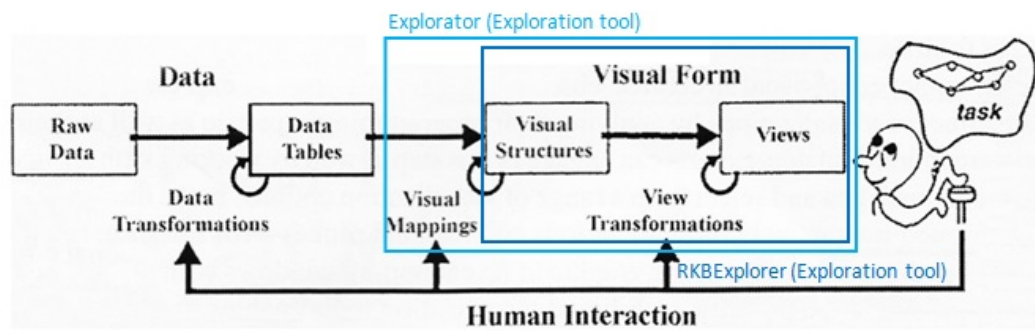 Explorator (Exploration tool)
Data
Visual Form
task
Raw
Data
Data
Tables
Visual
Structures
Views
Data
Transformations
Visual
Mappings
View
Transformations
RKBExplorer (Exploration tool)
Human Interaction